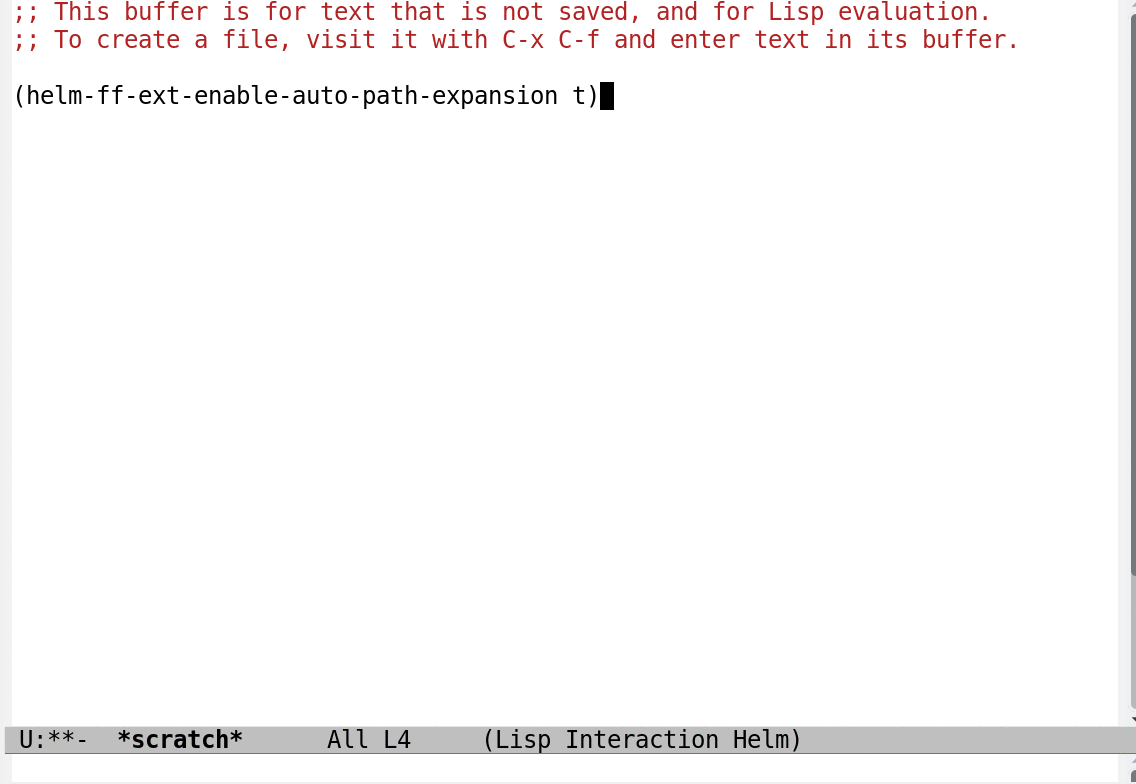 ;; This buffer is for text that is not saved, and for Lisp evaluation.
;; To create a file, visit it with C-x C-f and enter text in its buffer.
(helm-ff-ext-enable-auto-path-expansion t)
U:**-  *scratch*      All L4     (Lisp Interaction Helm)